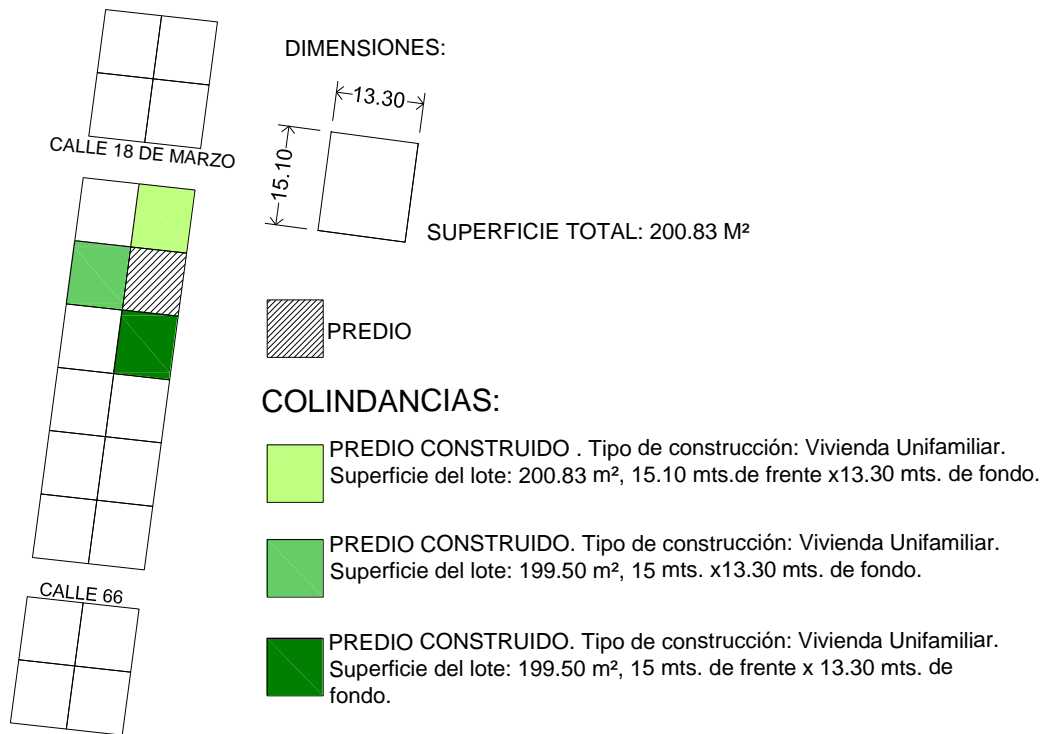 DIMENSIONES:
13.30
CALLE 18 DE MARZO
15.10
SUPERFICIE TOTAL: 200.83 M²
PREDIO
COLINDANCIAS:
PREDIO CONSTRUIDO . Tipo de construcción: Vivienda Unifamiliar.
Superficie del lote: 200.83 m², 15.10 mts.de frente x13.30 mts. de fondo.
PREDIO CONSTRUIDO. Tipo de construcción: Vivienda Unifamiliar.
Superficie del lote: 199.50 m², 15 mts. x13.30 mts. de fondo.
CALLE 66
PREDIO CONSTRUIDO. Tipo de construcción: Vivienda Unifamiliar.
Superficie del lote: 199.50 m², 15 mts. de frente x 13.30 mts. de
fondo.